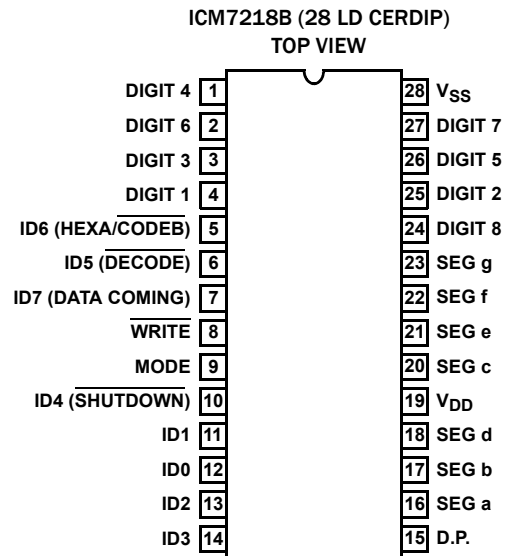 ICM7218B (28 LD CERDIP)
TOP VIEW
DIGIT 4 1 28 VSS
DIGIT 6 2 27 DIGIT 7
DIGIT 3 3 26 DIGIT 5
DIGIT 1 4 25 DIGIT 2
ID6 (HEXA/CODEB) 5 24 DIGIT 8
ID5 (DECODE) 6 23 SEG g
ID7 (DATA COMING) 7 22 SEG f
WRITE 8 21 SEG e
MODE 9 20 SEG c
ID4 (SHUTDOWN) 10 19 VDD
ID1 11 18 SEG d
ID0 12 17 SEG b
ID2 13 16 SEG a
ID3 14 15 D.P.